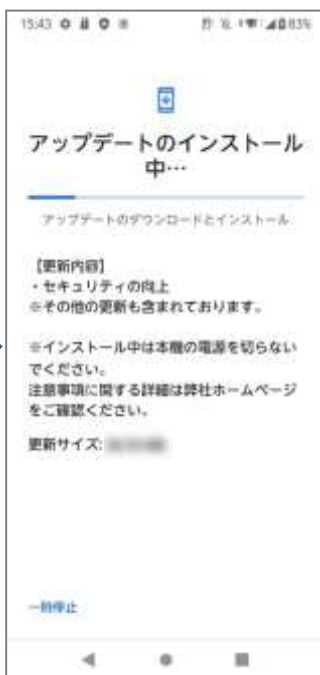 15:43
83%
アップデートのインストール
中…
アップデートのダウンロードとインストール
【更新内容】
・セキュリティの向上
※その他の更新も含まれております。
※インストール中は本機の電源を切らない
でください。
注意事項に関する詳細は弊社ホームページ
をご確認ください。
更新サイズ:
一時停止